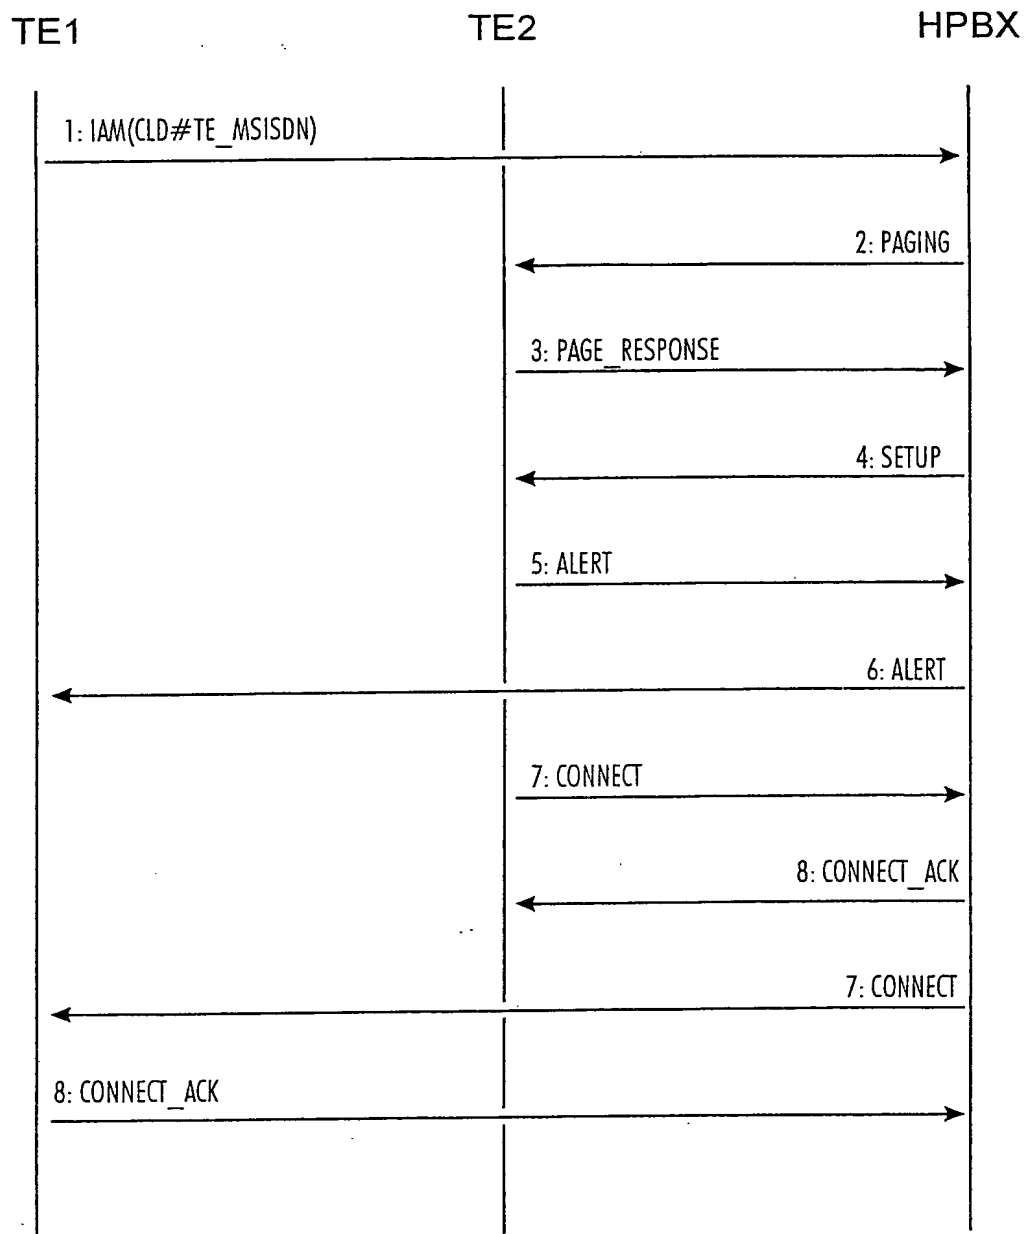 TE1 TE2 HPBX
1: IAM(CLD#TE_MSISDN)
2: PAGING
3: PAGE_RESPONSE
4: SETUP
5: ALERT
6: ALERT
7: CONNECT
8: CONNECT_ACK
7: CONNECT
8: CONNECT_ACK